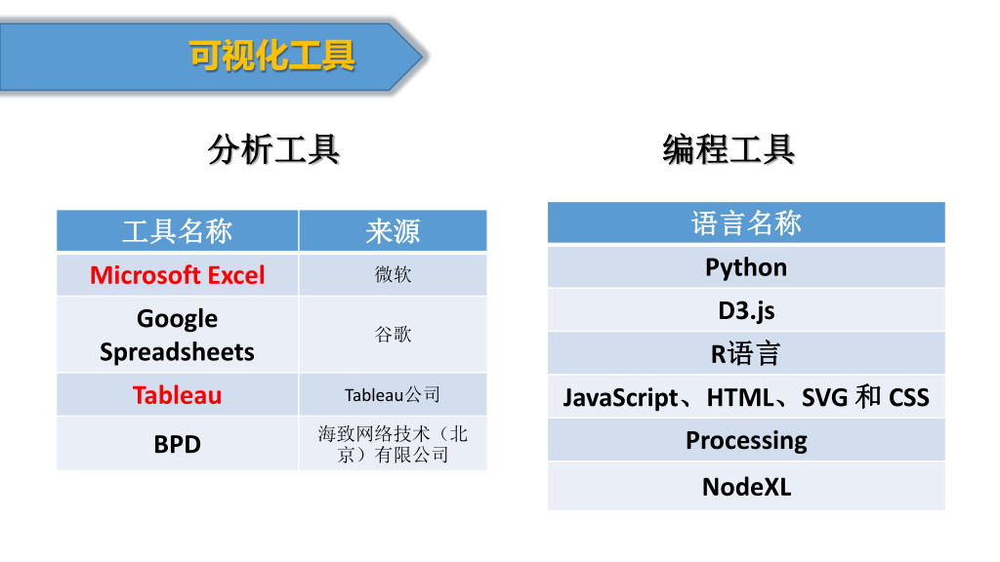 可视化工具
分析工具
编程工具
工具名称 来源
Microsoft Excel 微软
Google
Spreadsheets
谷歌
Tableau Tableau公司
BPD
海致网络技术（北
京）有限公司
语言名称
Python
D3.js
R语言
JavaScript、HTML、SVG 和 CSS
Processing
NodeXL